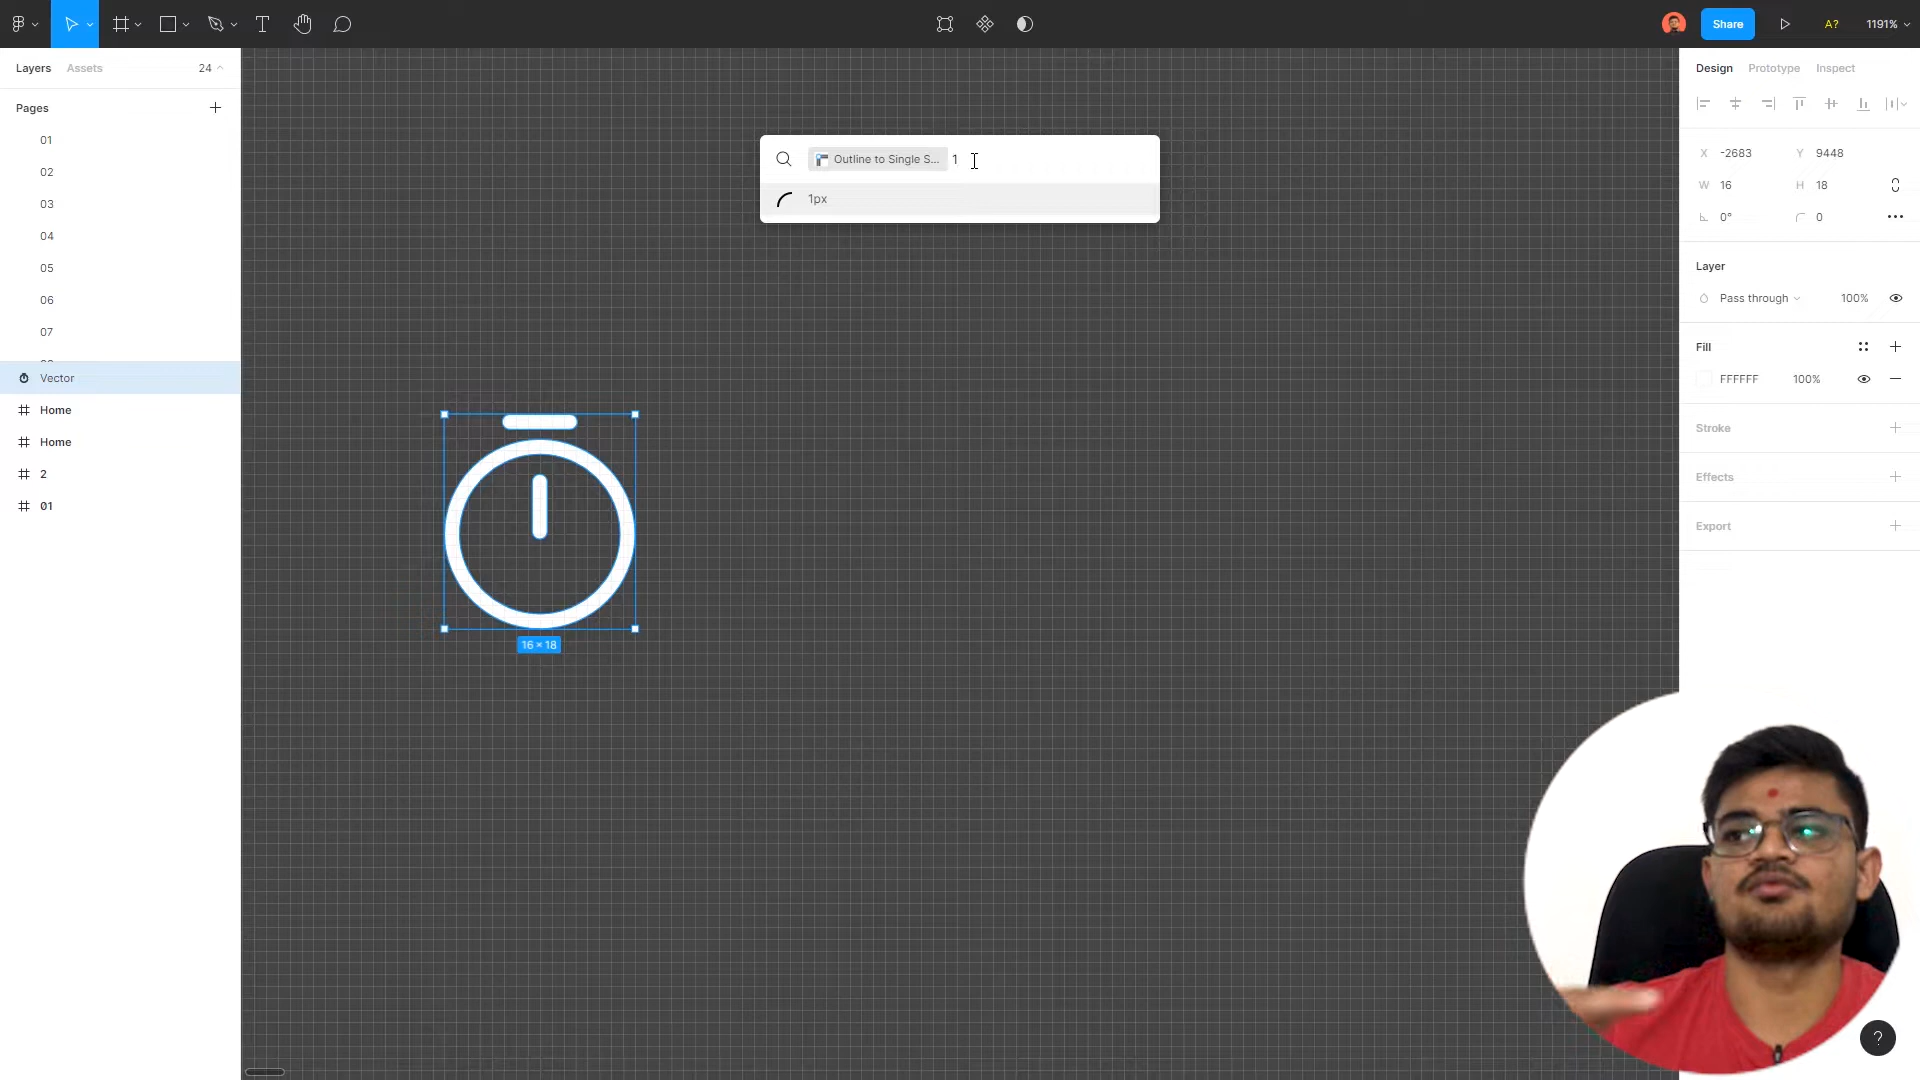 Share
A?
1191%
Layers
Assets
24
Pages
01
02
03
04
05
06
07
Vector
Home
Home
2
01
Outline to Single S...
1
1px
16 × 18
Design
Prototype
Inspect
X -2683
Y 9448
W 16
H 18
0°
0
Layer
Pass through
100%
Fill
FFFFFF
100%
Stroke
Effects
Export
?